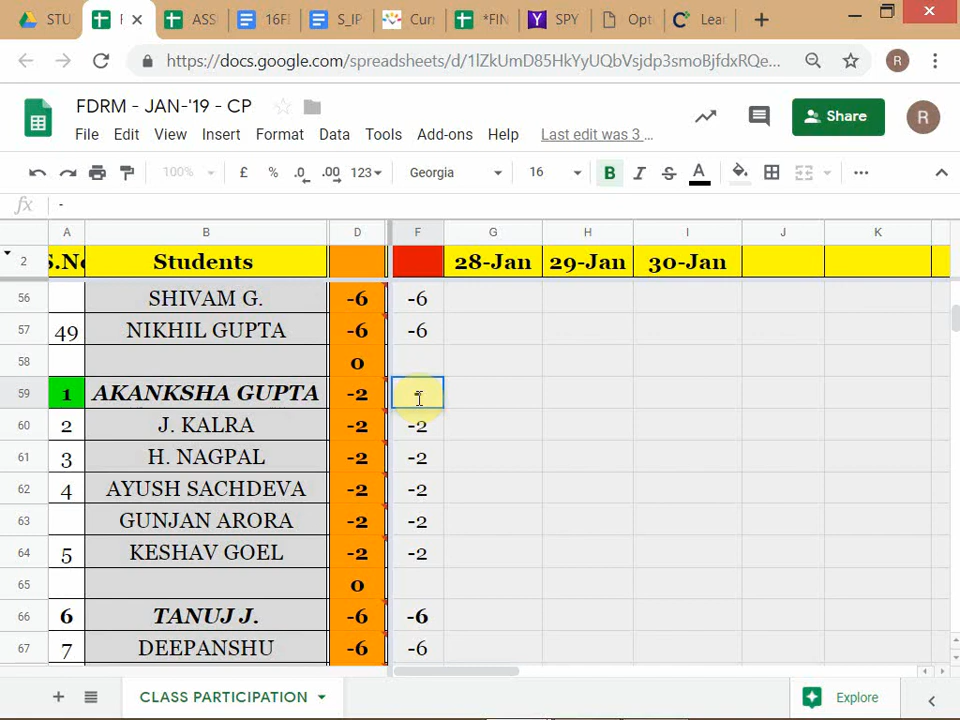 STU
F
ASS
16FI
S_IP
Curr
*FIN
SPY
Opt
Lear
https://docs.google.com/spreadsheets/d/1lZkUmD85HkYyUQbVsjdp3smoBjfdxRQe...
R
FDRM - JAN-'19 - CP
File Edit View Insert Format Data Tools Add-ons Help Last edit was 3 ...
Share
R
100% £ % .0 .00 123 Georgia 16 B I S A ...
fx -
A B D F G H I J K
2 S.No Students 28-Jan 29-Jan 30-Jan
56 SHIVAM G. -6 -6
57 49 NIKHIL GUPTA -6 -6
58 0
59 1 AKANKSHA GUPTA -2 -
60 2 J. KALRA -2 -2
61 3 H. NAGPAL -2 -2
62 4 AYUSH SACHDEVA -2 -2
63 GUNJAN ARORA -2 -2
64 5 KESHAV GOEL -2 -2
65 0
66 6 TANUJ J. -6 -6
67 7 DEEPANSHU -6 -6
CLASS PARTICIPATION
Explore